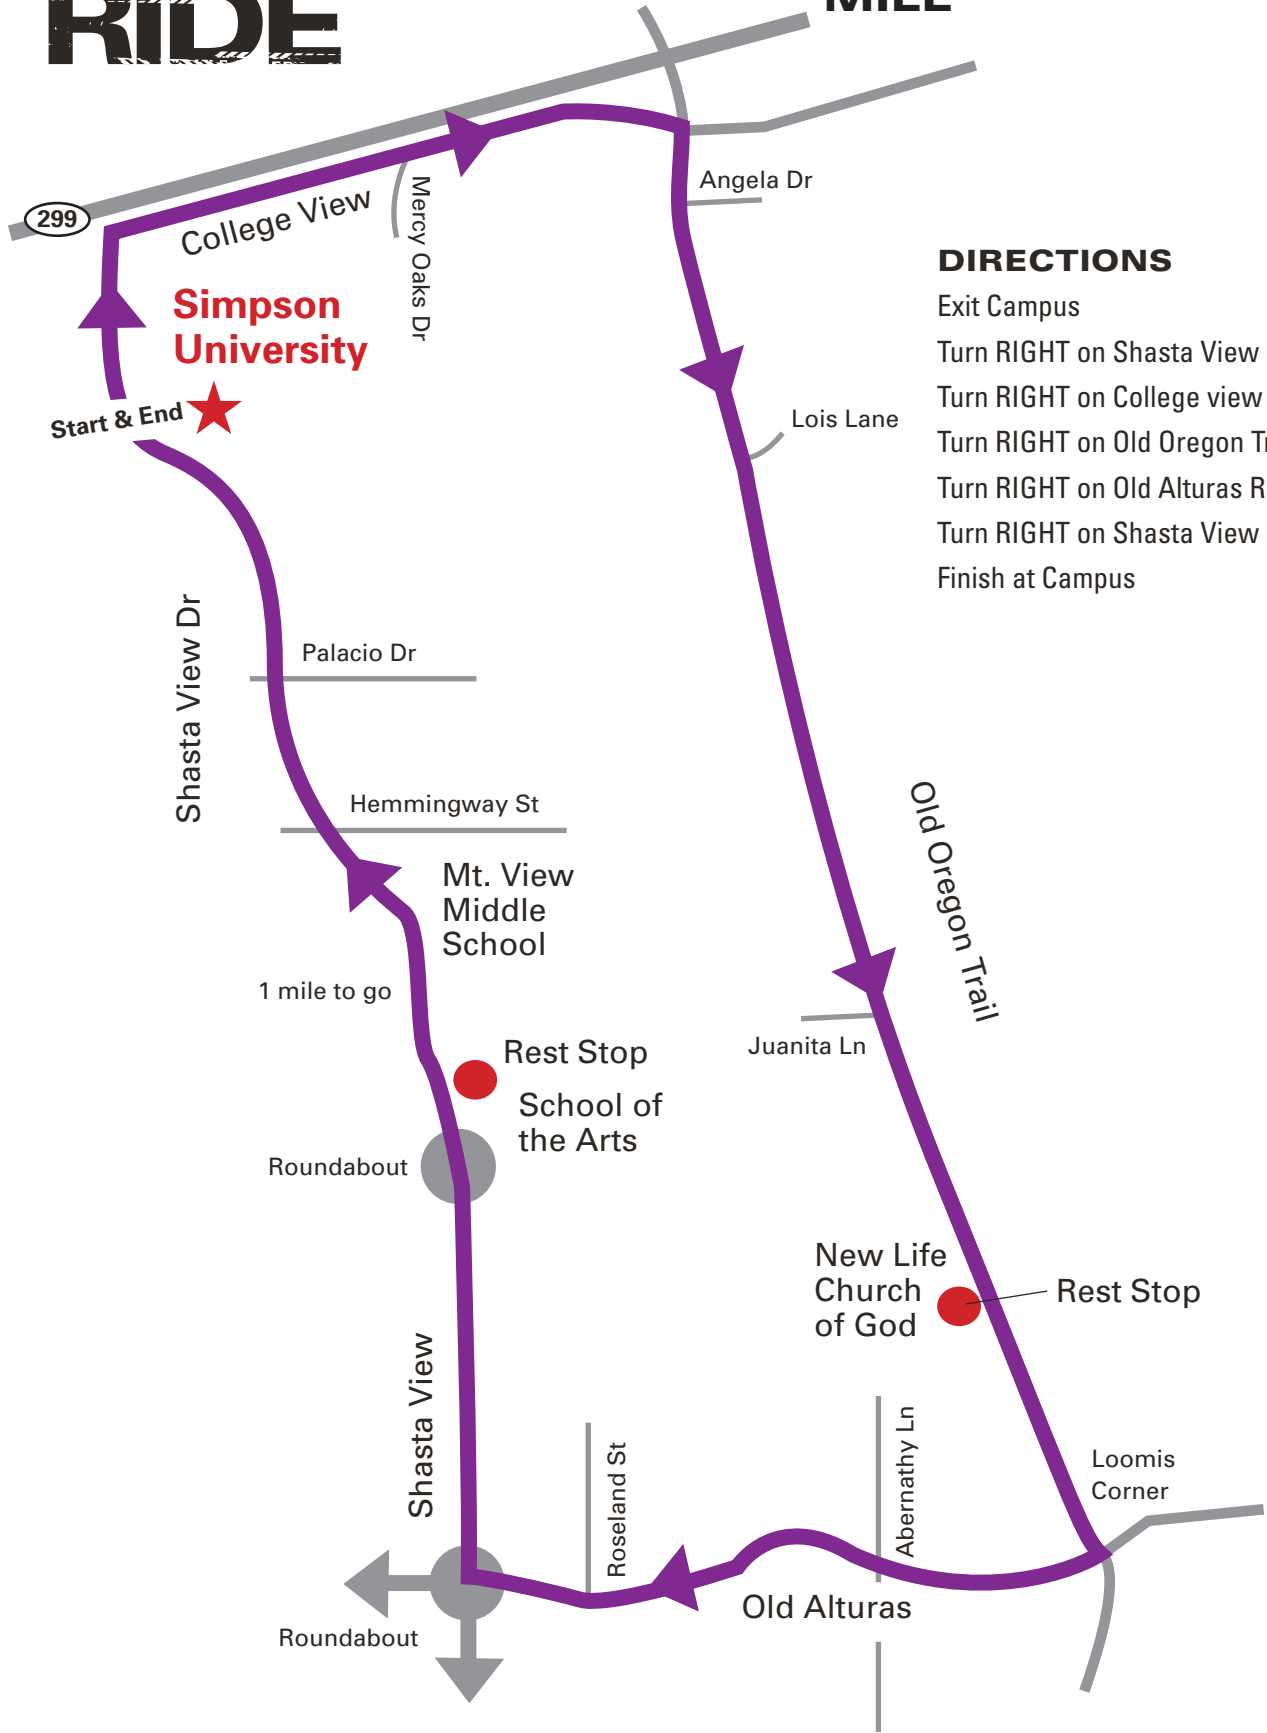 RIDE
MILE
299
College View
Mercy Oaks Dr
Angela Dr
Simpson
University
Start & End
DIRECTIONS
Exit Campus
Turn RIGHT on Shasta View
Turn RIGHT on College view
Turn RIGHT on Old Oregon Tr
Turn RIGHT on Old Alturas R
Turn RIGHT on Shasta View
Finish at Campus
Lois Lane
Shasta View Dr
Palacio Dr
Hemmingway St
Mt. View
Middle
School
Old Oregon Trail
1 mile to go
Juanita Ln
Rest Stop
School of
the Arts
Roundabout
New Life
Church
of God
Rest Stop
Shasta View
Roseland St
Abernathy Ln
Loomis
Corner
Old Alturas
Roundabout